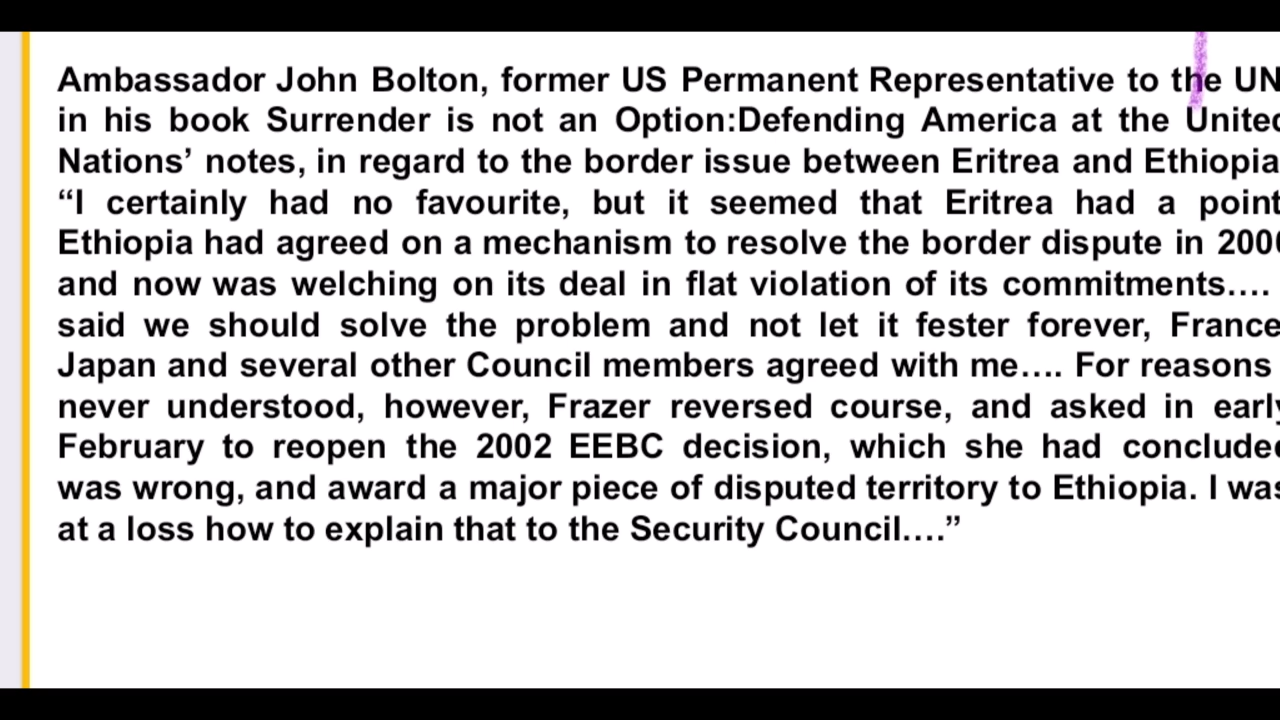 Ambassador John Bolton, former US Permanent Representative to the UN
in his book Surrender is not an Option:Defending America at the United
Nations’ notes, in regard to the border issue between Eritrea and Ethiopia
“I certainly had no favourite, but it seemed that Eritrea had a point
Ethiopia had agreed on a mechanism to resolve the border dispute in 2000
and now was welching on its deal in flat violation of its commitments….
said we should solve the problem and not let it fester forever, France
Japan and several other Council members agreed with me…. For reasons
never understood, however, Frazer reversed course, and asked in early
February to reopen the 2002 EEBC decision, which she had concluded
was wrong, and award a major piece of disputed territory to Ethiopia. I was
at a loss how to explain that to the Security Council….”